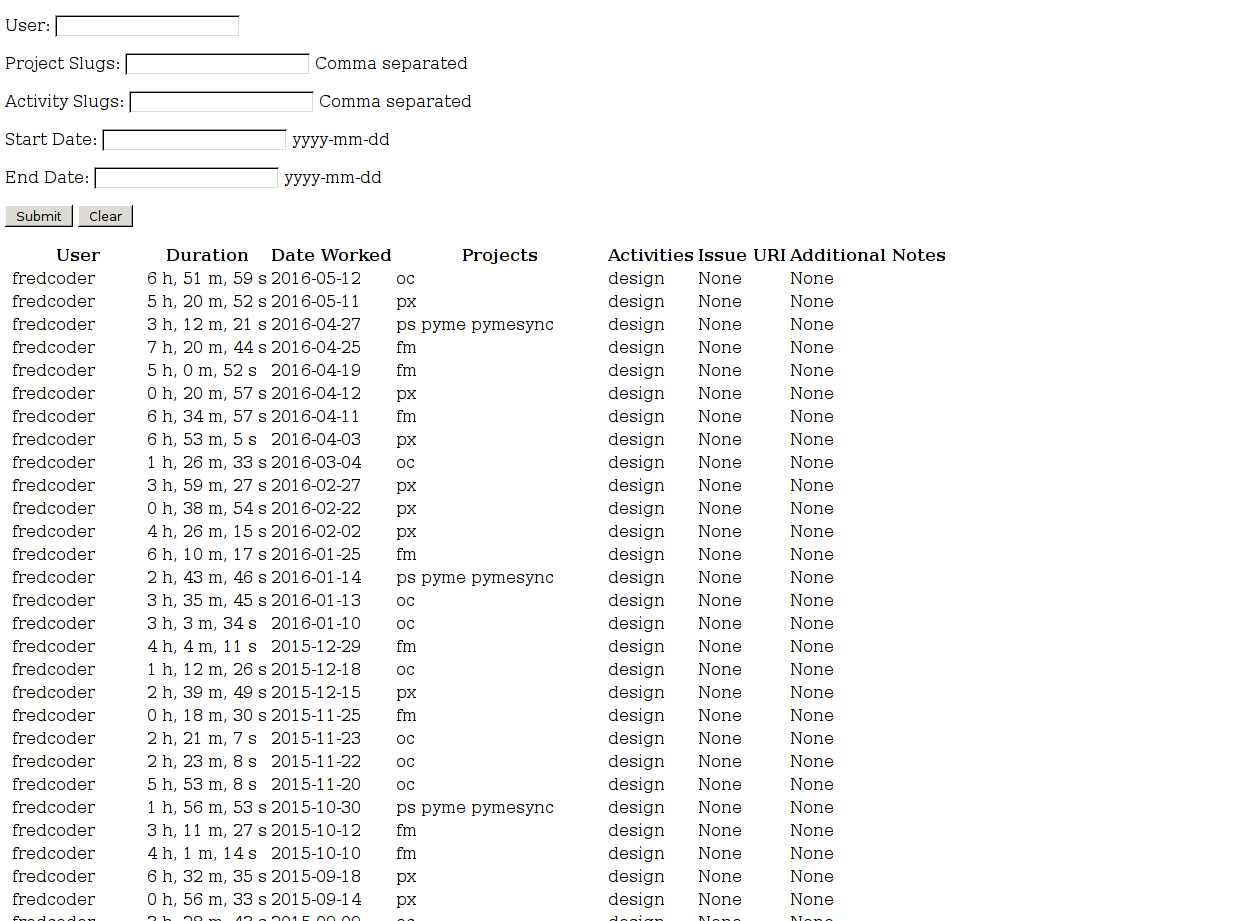 User:
Project Slugs: Comma separated
Activity Slugs: Comma separated
Start Date: yyyy-mm-dd
End Date: yyyy-mm-dd
Submit Clear
User Duration Date Worked Projects Activities Issue URI Additional Notes
fredcoder 6 h, 51 m, 59 s 2016-05-12 oc design None None
fredcoder 5 h, 20 m, 52 s 2016-05-11 px design None None
fredcoder 3 h, 12 m, 21 s 2016-04-27 ps pyme pymesync design None None
fredcoder 7 h, 20 m, 44 s 2016-04-25 fm design None None
fredcoder 5 h, 0 m, 52 s 2016-04-19 fm design None None
fredcoder 0 h, 20 m, 57 s 2016-04-12 px design None None
fredcoder 6 h, 34 m, 57 s 2016-04-11 fm design None None
fredcoder 6 h, 53 m, 5 s 2016-04-03 px design None None
fredcoder 1 h, 26 m, 33 s 2016-03-04 oc design None None
fredcoder 3 h, 59 m, 27 s 2016-02-27 px design None None
fredcoder 0 h, 38 m, 54 s 2016-02-22 px design None None
fredcoder 4 h, 26 m, 15 s 2016-02-02 px design None None
fredcoder 6 h, 10 m, 17 s 2016-01-25 fm design None None
fredcoder 2 h, 43 m, 46 s 2016-01-14 ps pyme pymesync design None None
fredcoder 3 h, 35 m, 45 s 2016-01-13 oc design None None
fredcoder 3 h, 3 m, 34 s 2016-01-10 oc design None None
fredcoder 4 h, 4 m, 11 s 2015-12-29 fm design None None
fredcoder 1 h, 12 m, 26 s 2015-12-18 oc design None None
fredcoder 2 h, 39 m, 49 s 2015-12-15 px design None None
fredcoder 0 h, 18 m, 30 s 2015-11-25 fm design None None
fredcoder 2 h, 21 m, 7 s 2015-11-23 oc design None None
fredcoder 2 h, 23 m, 8 s 2015-11-22 oc design None None
fredcoder 5 h, 53 m, 8 s 2015-11-20 oc design None None
fredcoder 1 h, 56 m, 53 s 2015-10-30 ps pyme pymesync design None None
fredcoder 3 h, 11 m, 27 s 2015-10-12 fm design None None
fredcoder 4 h, 1 m, 14 s 2015-10-10 fm design None None
fredcoder 6 h, 32 m, 35 s 2015-09-18 px design None None
fredcoder 0 h, 56 m, 33 s 2015-09-14 px design None None